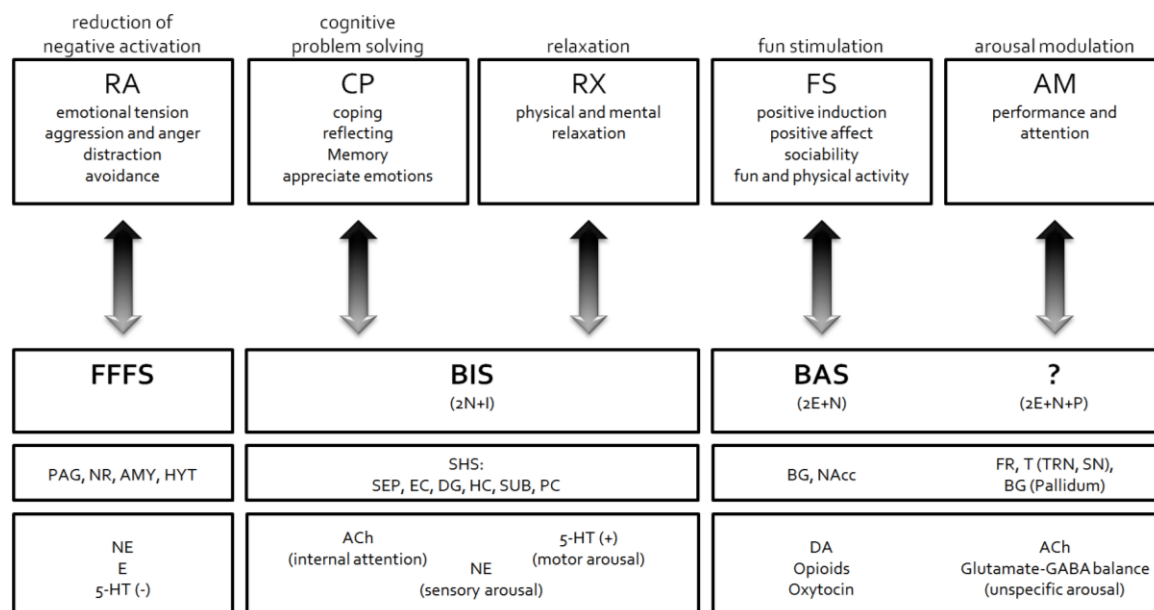 reduction of
negative activation
cognitive
problem solving
relaxation
fun stimulation
arousal modulation
RA
emotional tension
aggression and anger
distraction
avoidance
CP
coping
reflecting
Memory
appreciate emotions
RX
physical and mental
relaxation
FS
positive induction
positive affect
sociability
fun and physical activity
AM
performance and
attention
FFFS
BIS
(2N+I)
BAS
(2E+N)
?
(2E+N+P)
PAG, NR, AMY, HYT
SHS:
SEP, EC, DG, HC, SUB, PC
BG, NAcc
FR, T (TRN, SN),
BG (Pallidum)
NE
E
5-HT (-)
ACh
(internal attention)
5-HT (+)
(motor arousal)
NE
(sensory arousal)
DA
Opioids
Oxytocin
ACh
Glutamate-GABA balance
(unspecific arousal)